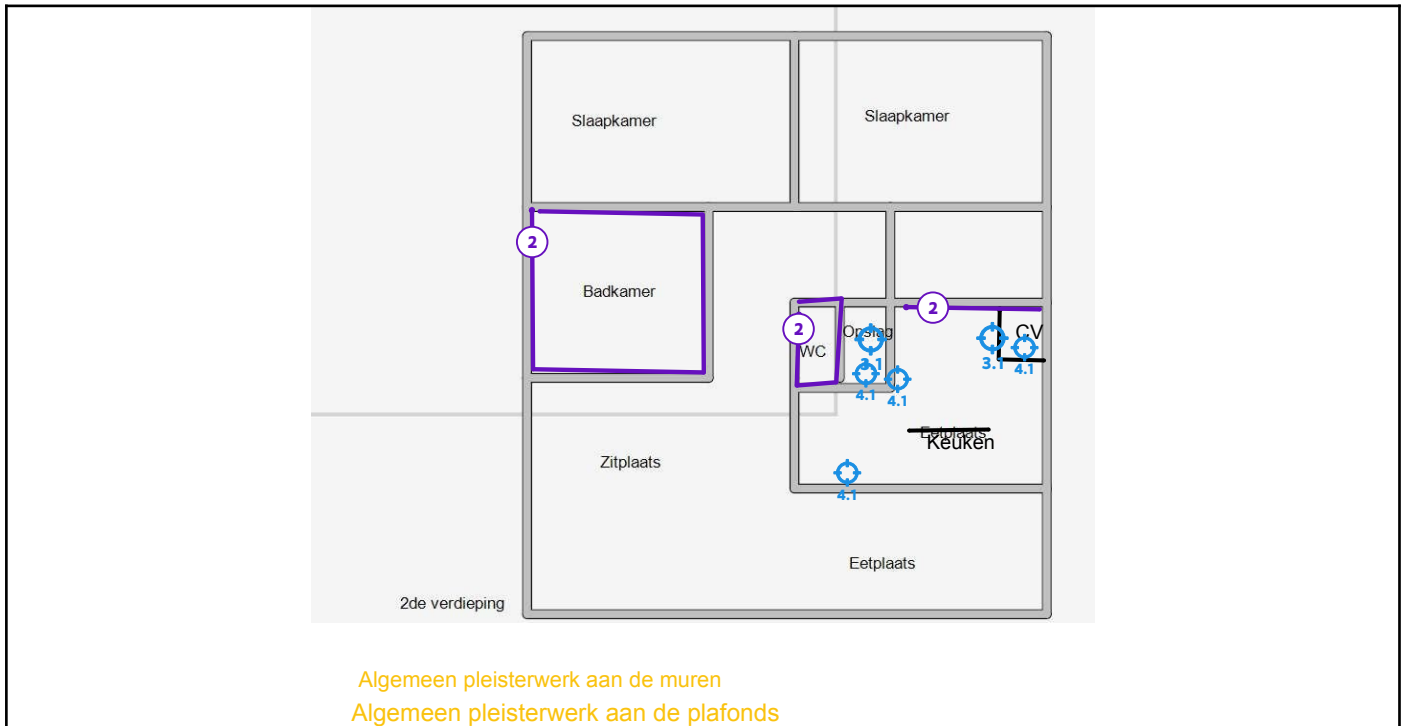 Slaapkamer
Slaapkamer
2
Badkamer
2
2
Opslag
CV
WC
3.1
3.1
4.1
4.1
4.1
Eetplaats
Keuken
Zitplaats
4.1
Eetplaats
2de verdieping
Algemeen pleisterwerk aan de muren
Algemeen pleisterwerk aan de plafonds